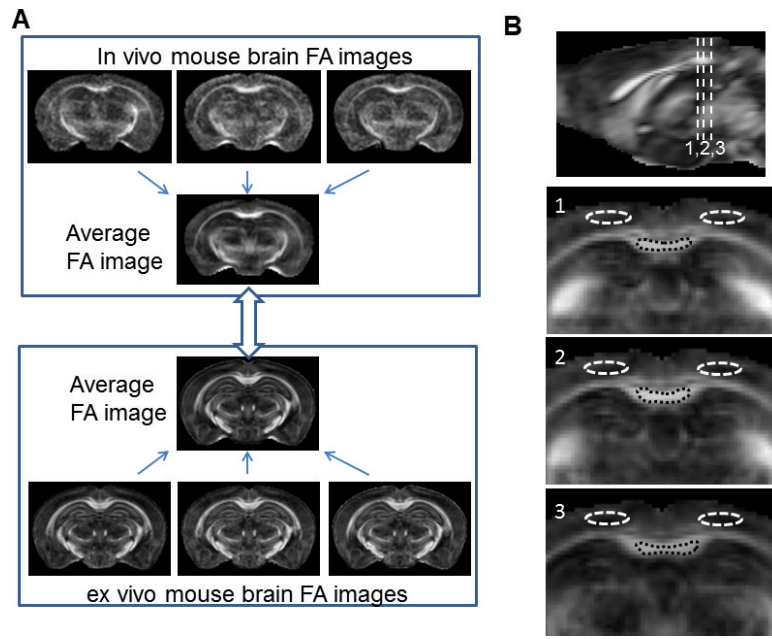 A
In vivo mouse brain FA images
Average
FA image
Average
FA image
ex vivo mouse brain FA images
B
1,2,3
1
2
3